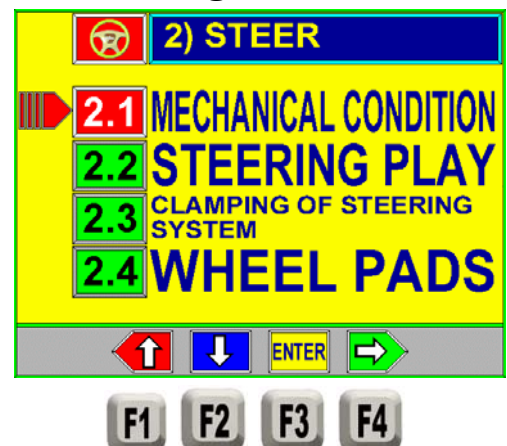 2) STEER
2.1 MECHANICAL CONDITION
2.2 STEERING PLAY
2.3 CLAMPING OF STEERING
SYSTEM
2.4 WHEEL PADS
ENTER
F1 F2 F3 F4